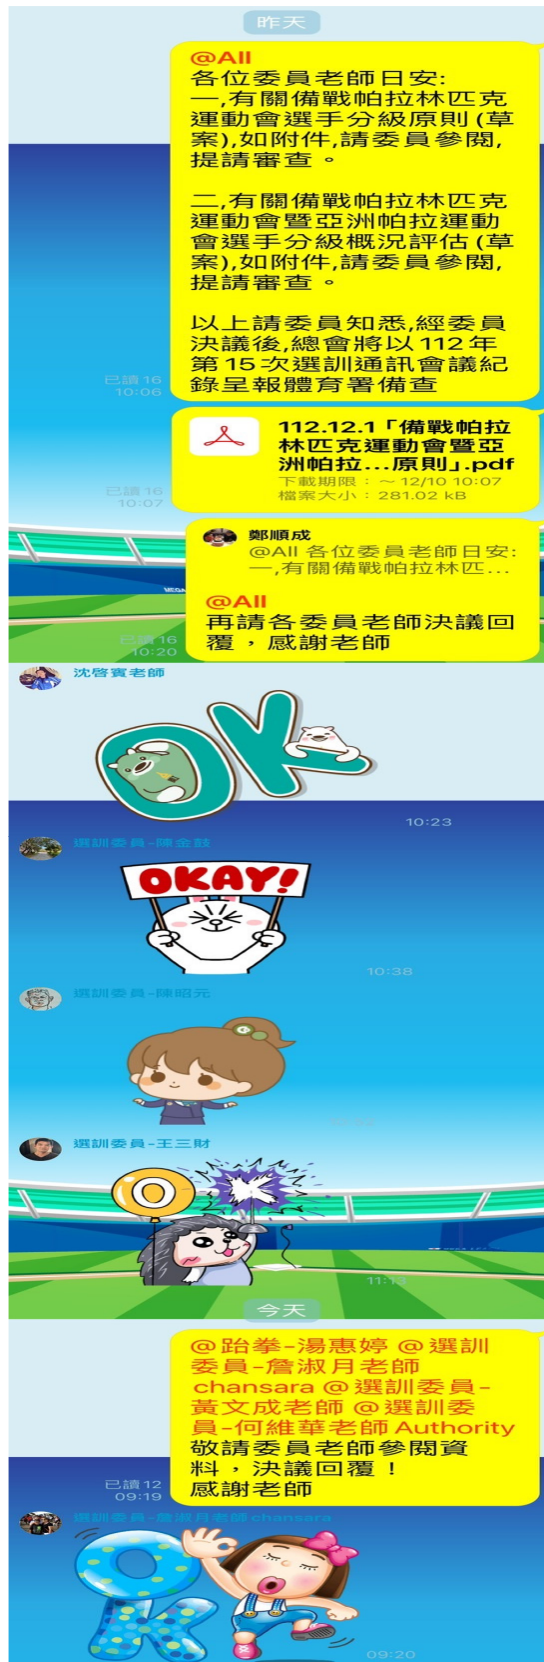 昨天
@All
各位委員老師日安:
一,有關備戰帕拉林匹克
運動會選手分級原則(草
案),如附件,請委員參閱,
提請審查。
二,有關備戰帕拉林匹克
運動會暨亞洲帕拉運動
會選手分級概況評估(草
案),如附件,請委員參閱,
提請審查。
以上請委員知悉,經委員
決議後,總會將以112年
第15次選訓通訊會議紀
錄呈報體育署備查
已讀 16
10:06
112.12.1「備戰帕拉
林匹克運動會暨亞
洲帕拉...原則」.pdf
下載期限:~ 12/10 10:07
檔案大小:281.02 kB
已讀 16
10:07
鄭順成
@All 各位委員老師日安:
一,有關備戰帕拉林匹...
@All
再請各委員老師決議回
覆,感謝老師
已讀 16
10:20
沈啓賓老師
OK
10:23
選訓委員-陳金鼓
OKAY!
10:38
選訓委員-陳昭元
選訓委員-王三財
OK
今天
@跆拳-湯惠婷 @選訓
委員-詹淑月老師
chansara @選訓委員-
黃文成老師 @選訓委
員-何維華老師 Authority
敬請委員老師參閱資
料,決議回覆!
感謝老師
已讀 12
09:19
選訓委員-詹淑月老師chansara
OK
09:20